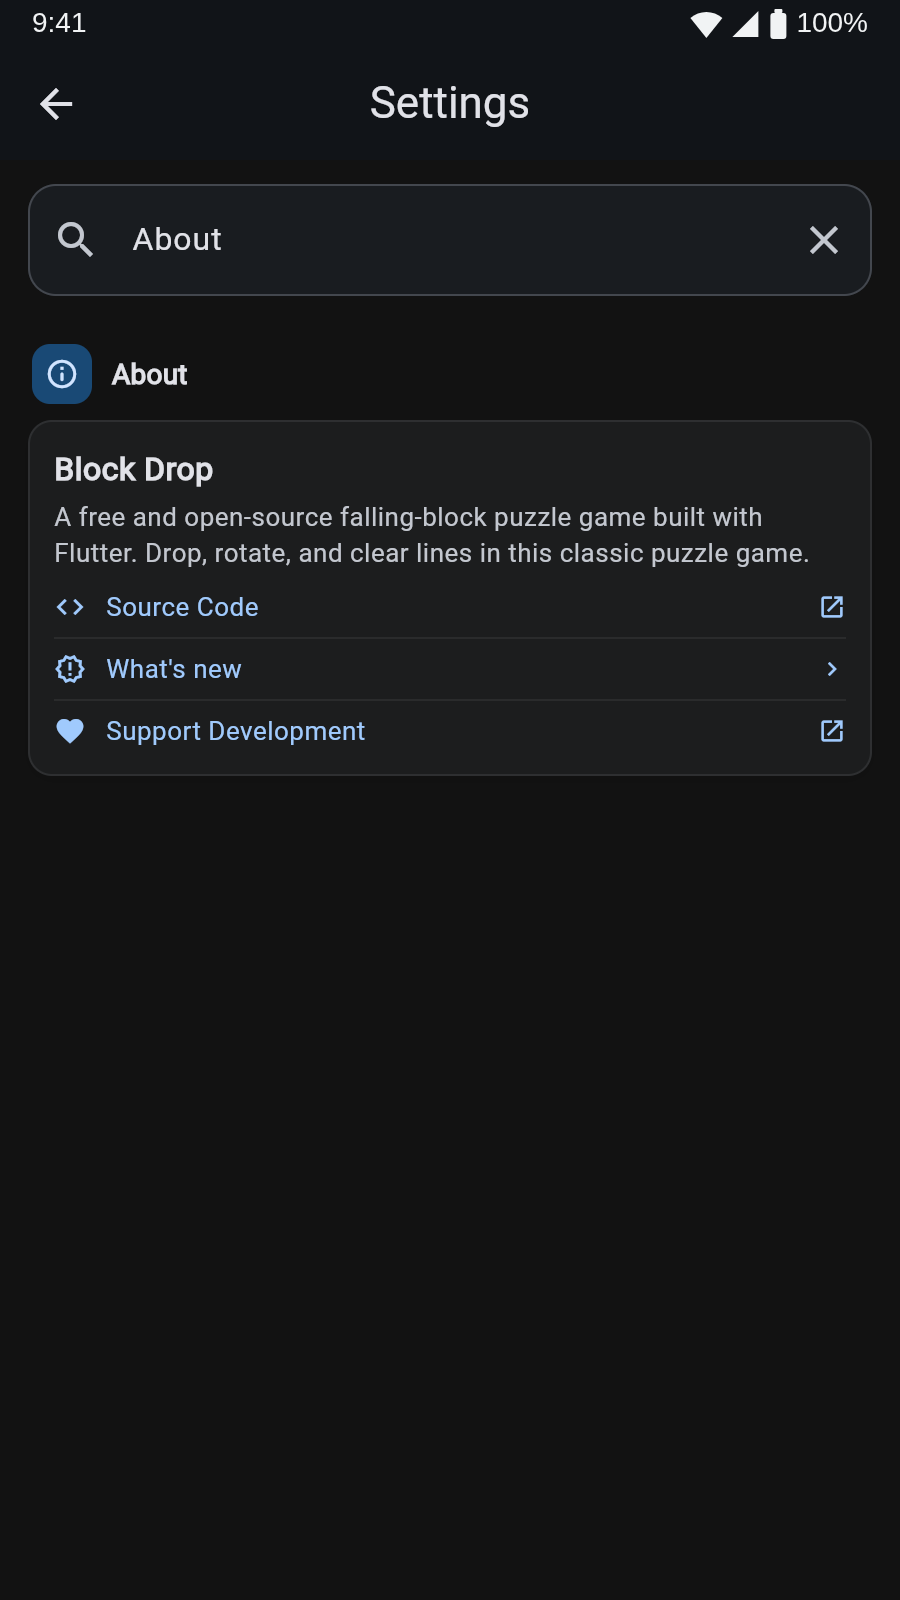 9:41
100%
Settings
About
About
Block Drop
A free and open-source falling-block puzzle game built with
Flutter. Drop, rotate, and clear lines in this classic puzzle game.
Source Code
What's new
Support Development